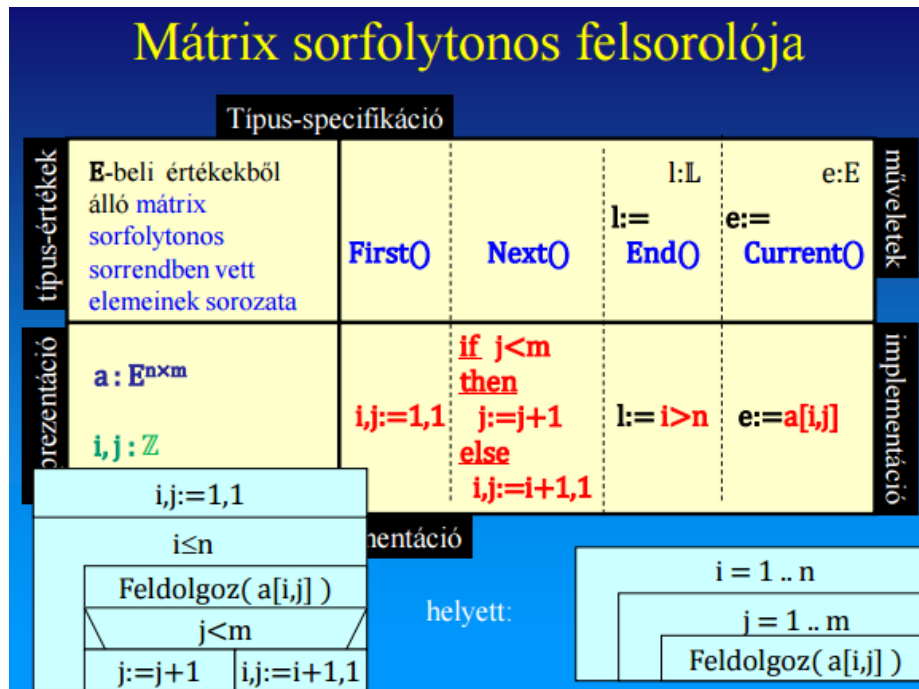 Mátrix sorfolytonos felsorolója
Típus-specifikáció
típus-értékek
E-beli értékekből
álló mátrix
sorfolytonos
sorrendben vett
elemeinek sorozata
First()
Next()
l:𝕃
l:=
End()
e:E
e:=
Current()
műveletek
prezentáció
a : Eⁿˣᵐ
i, j : ℤ
i,j:=1,1
if j<m
then
j:=j+1
else
i,j:=i+1,1
l:= i>n
e:=a[i,j]
implementáció
mentáció
i,j:=1,1
i≤n
Feldolgoz( a[i,j] )
j<m
j:=j+1
i,j:=i+1,1
helyett:
i = 1 .. n
j = 1 .. m
Feldolgoz( a[i,j] )